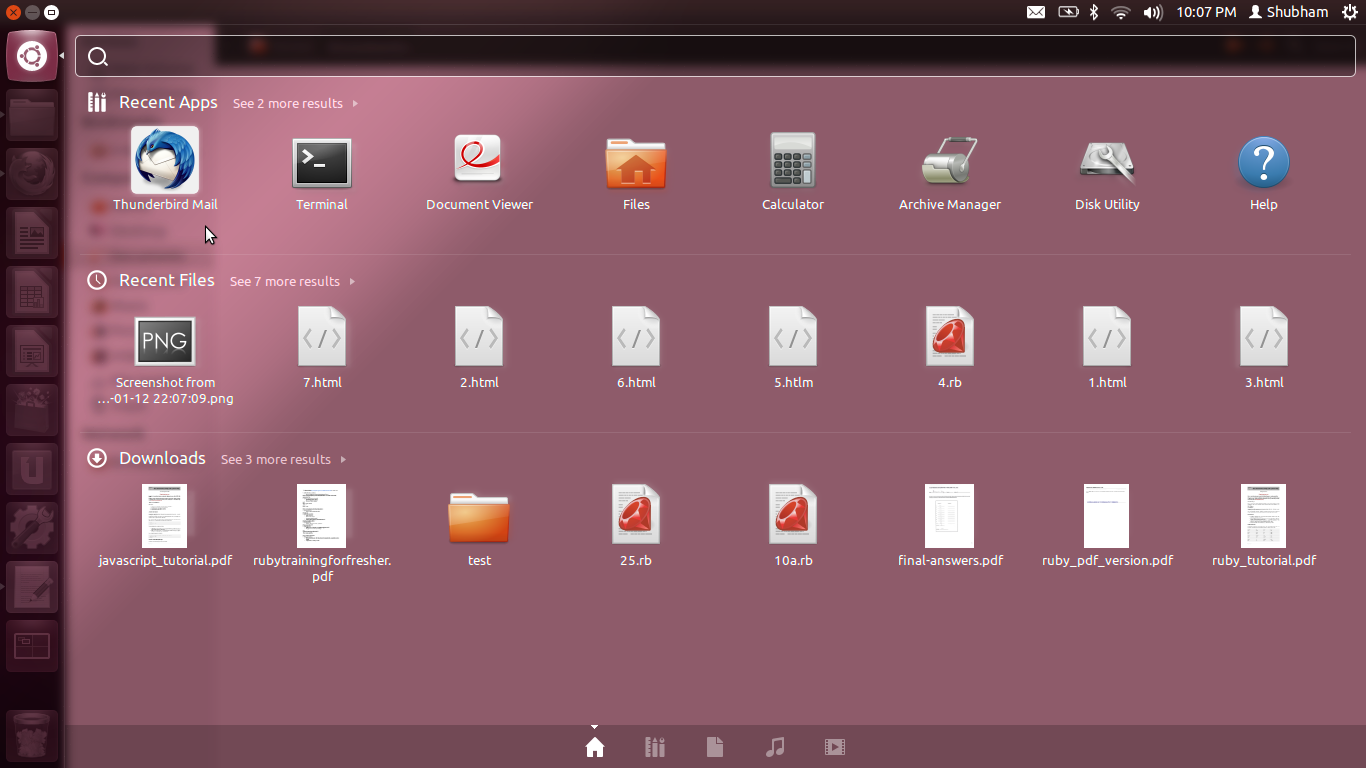 10:07 PM Shubham
Recent Apps See 2 more results
Thunderbird Mail
Terminal
Document Viewer
Files
Calculator
Archive Manager
Disk Utility
Help
Recent Files See 7 more results
PNG
Screenshot from
...-01-12 22:07:09.png
7.html
2.html
6.html
5.htlm
4.rb
1.html
3.html
Downloads See 3 more results
javascript_tutorial.pdf
rubytrainingforfresher.
pdf
test
25.rb
10a.rb
final-answers.pdf
ruby_pdf_version.pdf
ruby_tutorial.pdf